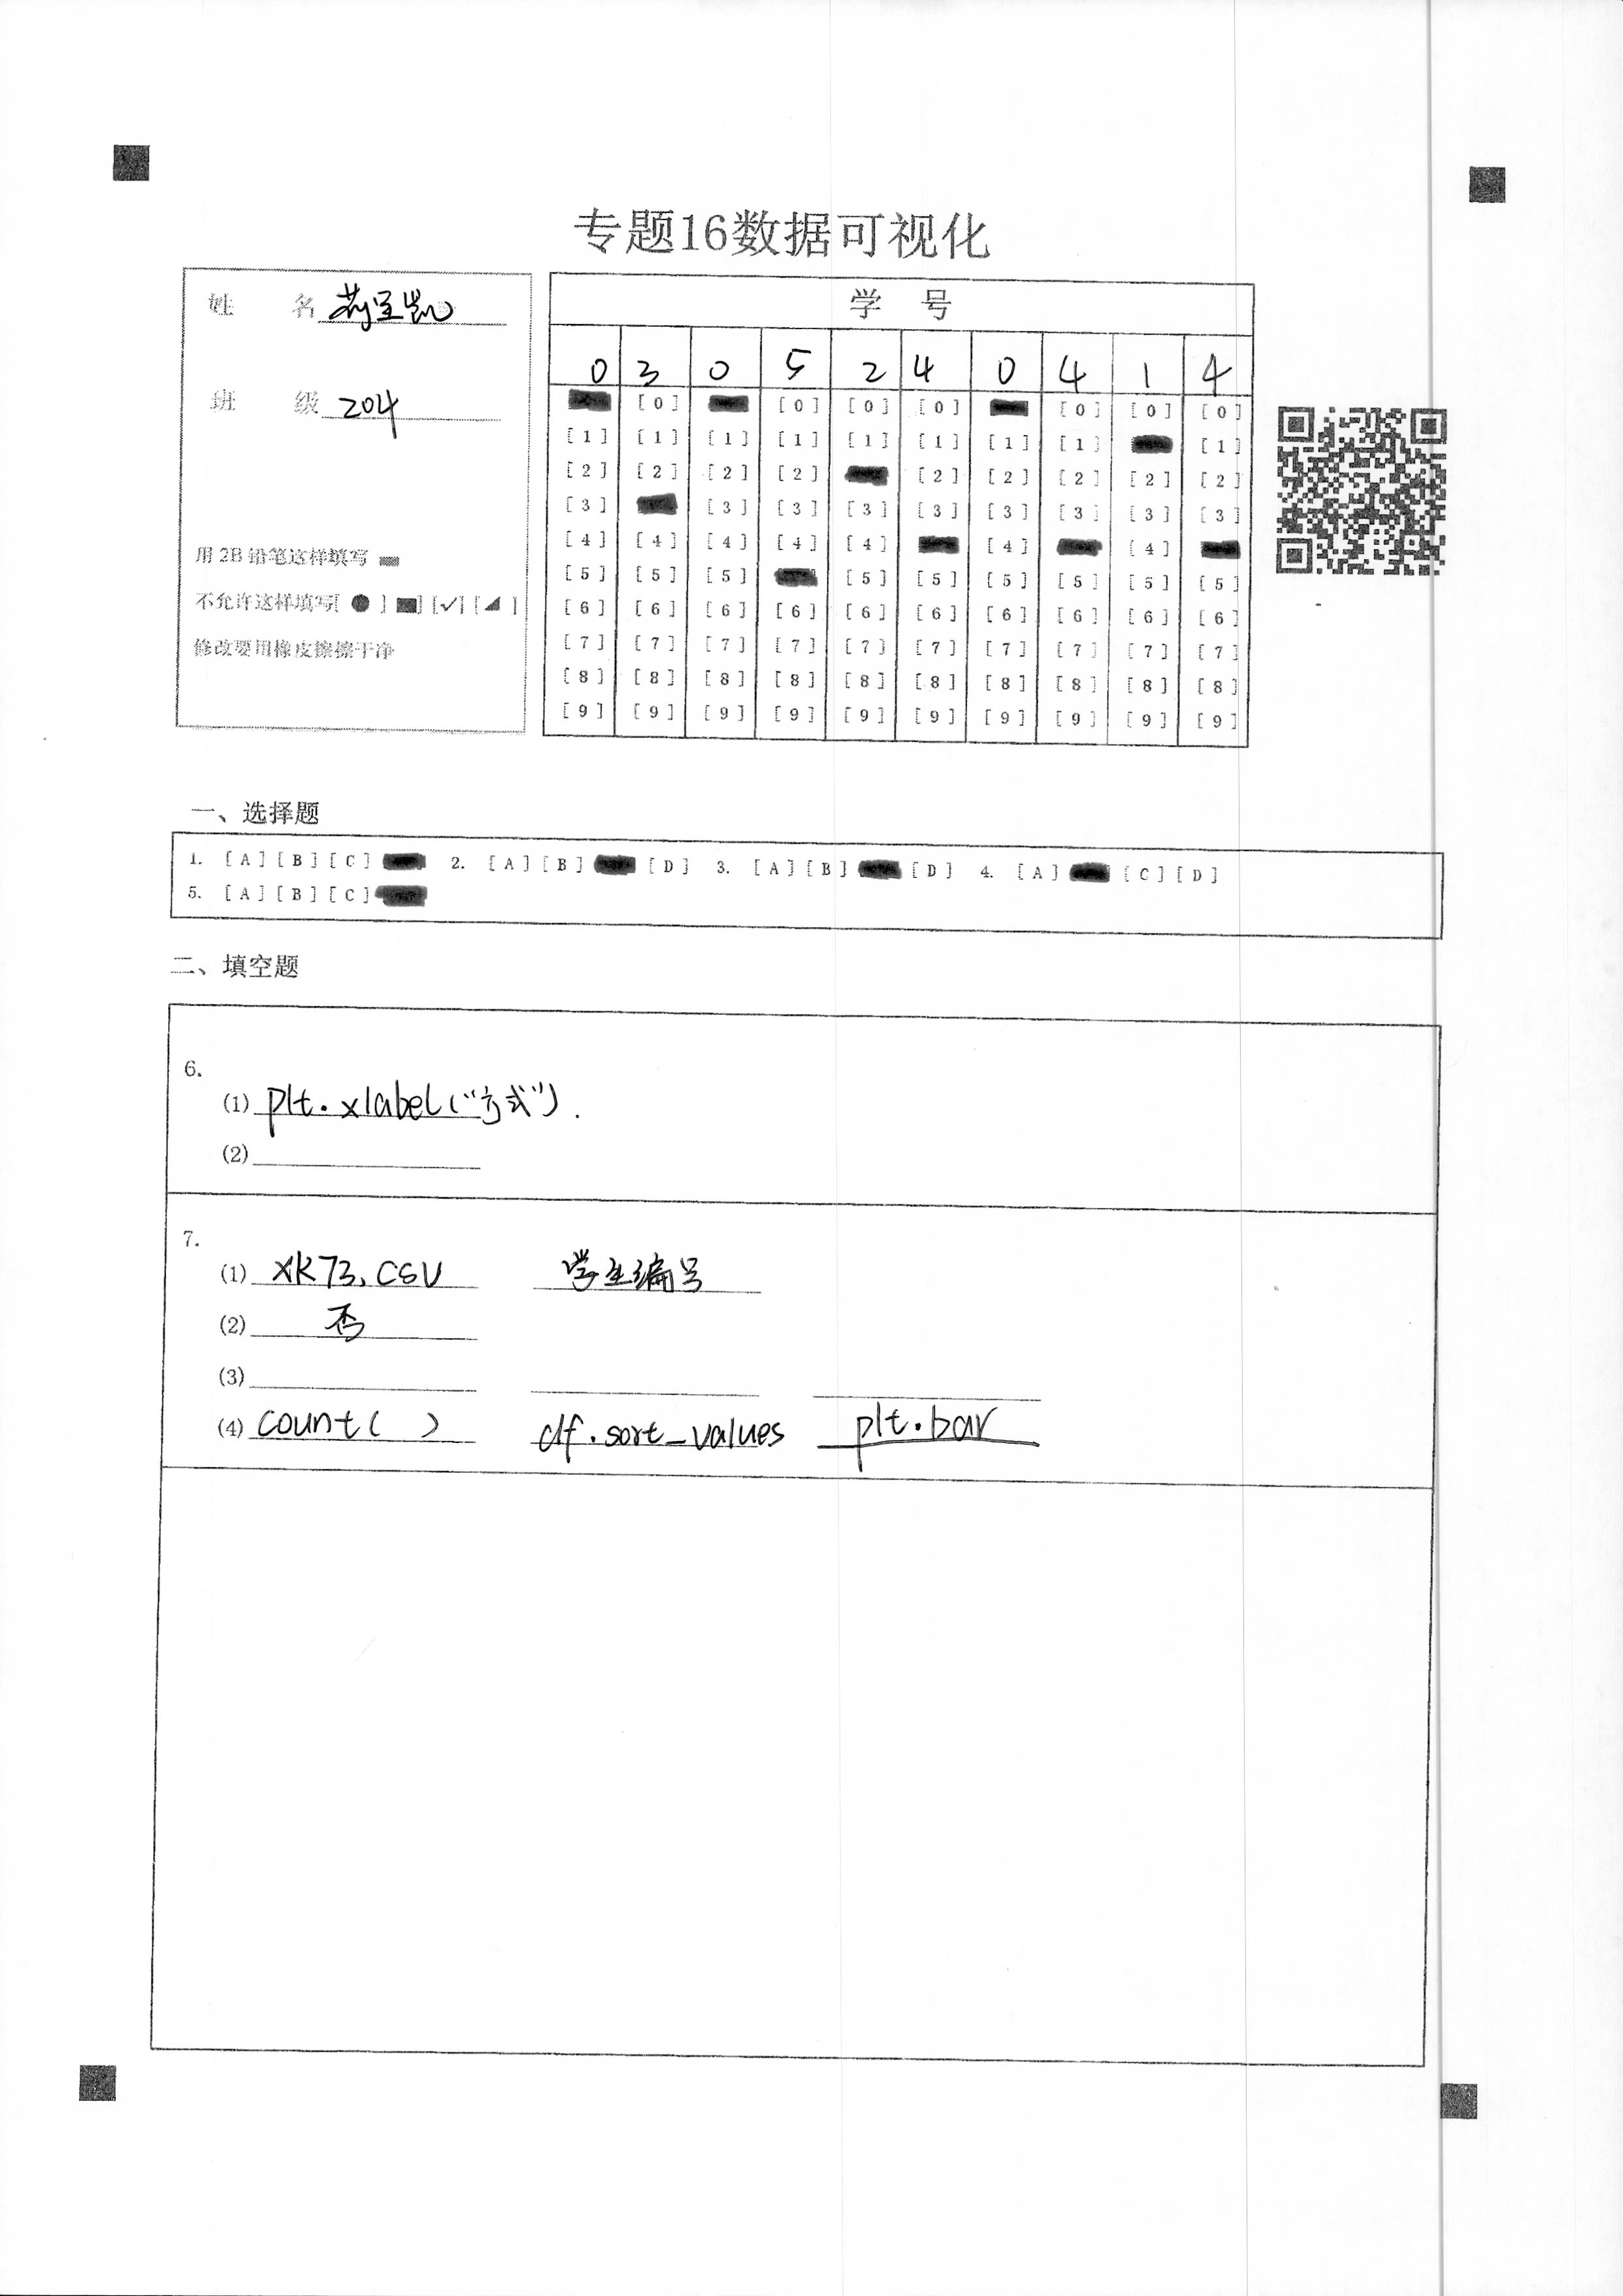 专题16数据可视化
姓 名
班 级 204
用 2B 铅笔这样填写
不允许这样填写[ ● ] ■] [✓] [◢ ]
修改要用橡皮擦擦干净
学 号
0 3 0 5 2 4 0 4 1 4
[0] [0] [0] [0] [0] [0] [0]
[1] [1] [1] [1] [1] [1] [1] [1] [1]
[2] [2] [2] [2] [2] [2] [2] [2] [2]
[3] [3] [3] [3] [3] [3] [3] [3] [3]
[4] [4] [4] [4] [4] [4] [4]
[5] [5] [5] [5] [5] [5] [5] [5] [5]
[6] [6] [6] [6] [6] [6] [6] [6] [6] [6]
[7] [7] [7] [7] [7] [7] [7] [7] [7] [7]
[8] [8] [8] [8] [8] [8] [8] [8] [8] [8]
[9] [9] [9] [9] [9] [9] [9] [9] [9] [9]
一、选择题
1. [A] [B] [C] 2. [A] [B] [D] 3. [A] [B] [D] 4. [A] [C] [D]
5. [A] [B] [C]
二、填空题
6.
(1) plt.xlabel("方式").
(2)
7.
(1) xk73.csv 学生编号
(2) 否
(3)
(4) count( ) df.sort_values plt.bar